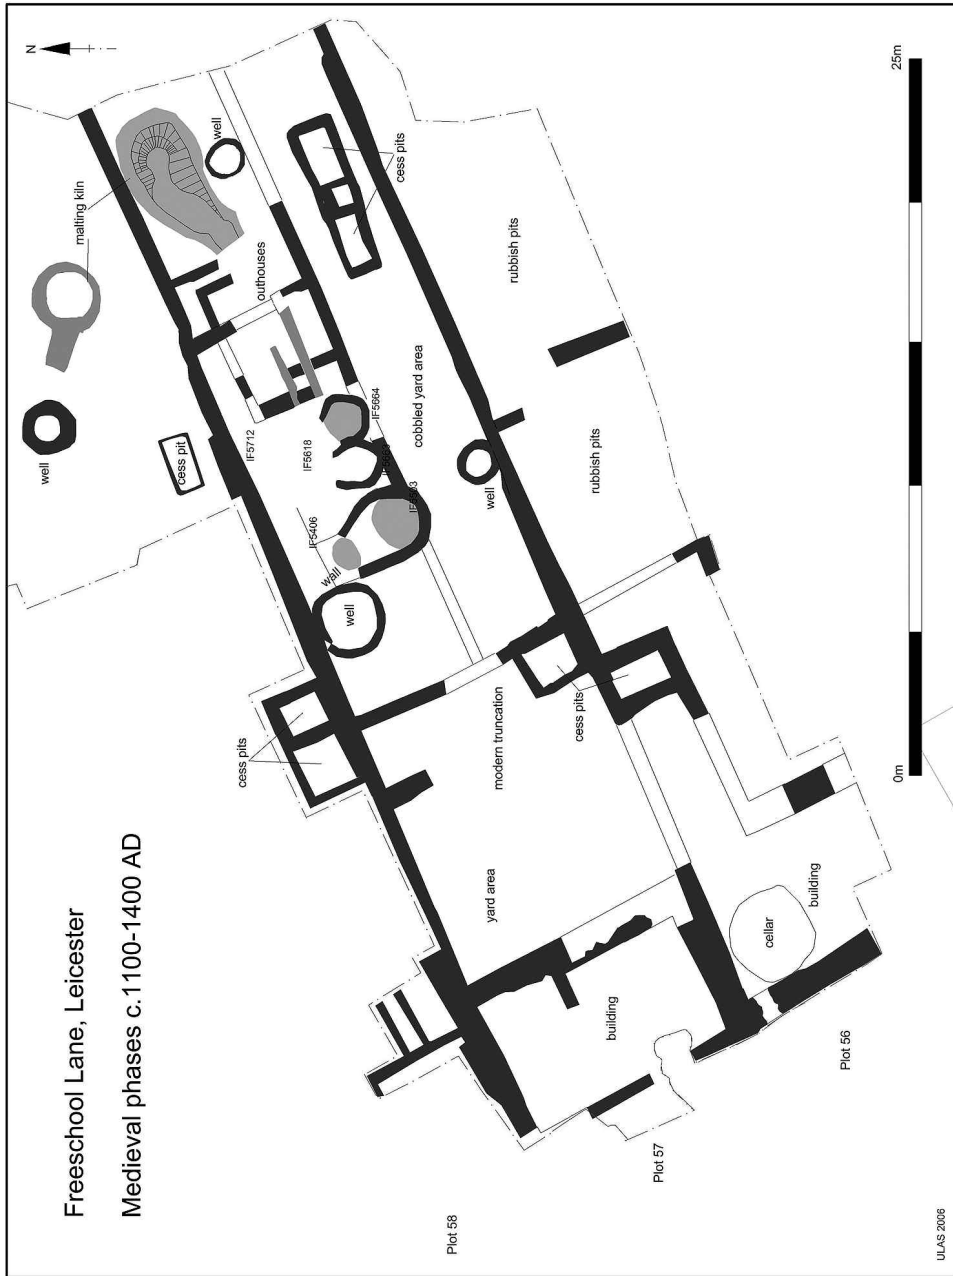 Freeschool Lane, Leicester
Medieval phases c.1100-1400 AD
N
malting kiln
well
well
cess pit
outhouses
cess pits
IF5712
IF5618
IF5664
IF5406
cobbled yard area
wall
well
well
rubbish pits
rubbish pits
cess pits
modern truncation
cess pits
yard area
building
cellar
building
Plot 58
Plot 57
Plot 56
0m
25m
ULAS 2006